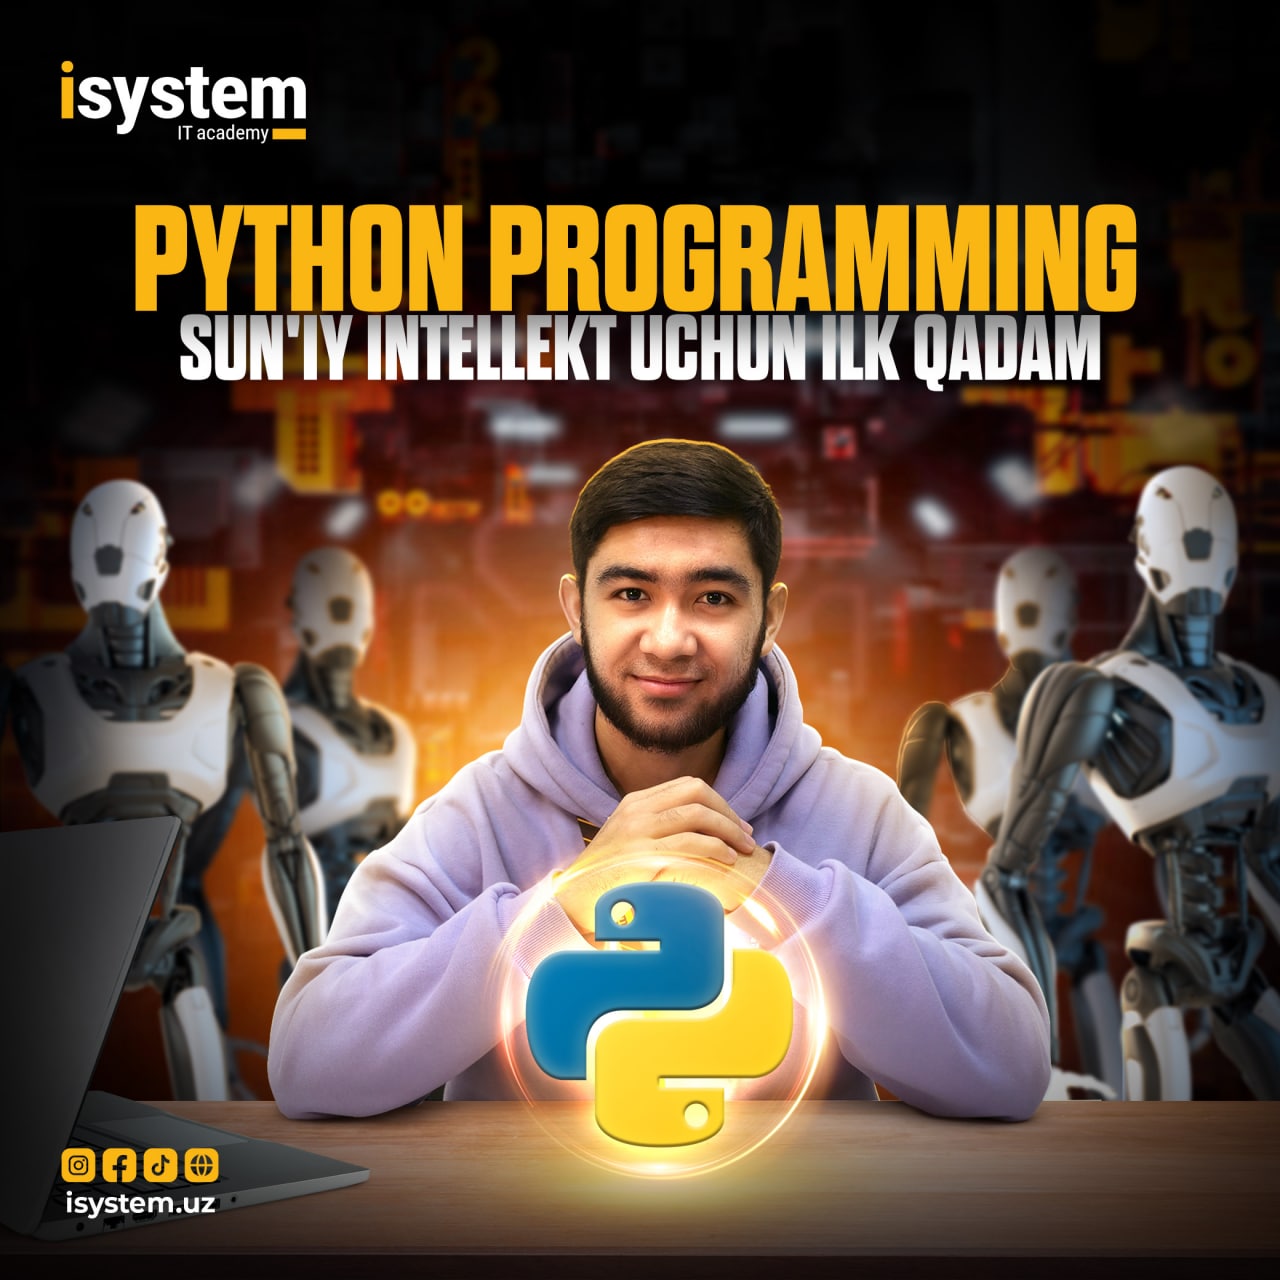 isystem
IT academy
PYTHON PROGRAMMING
SUN'IY INTELLEKT UCHUN ILK QADAM
isystem.uz